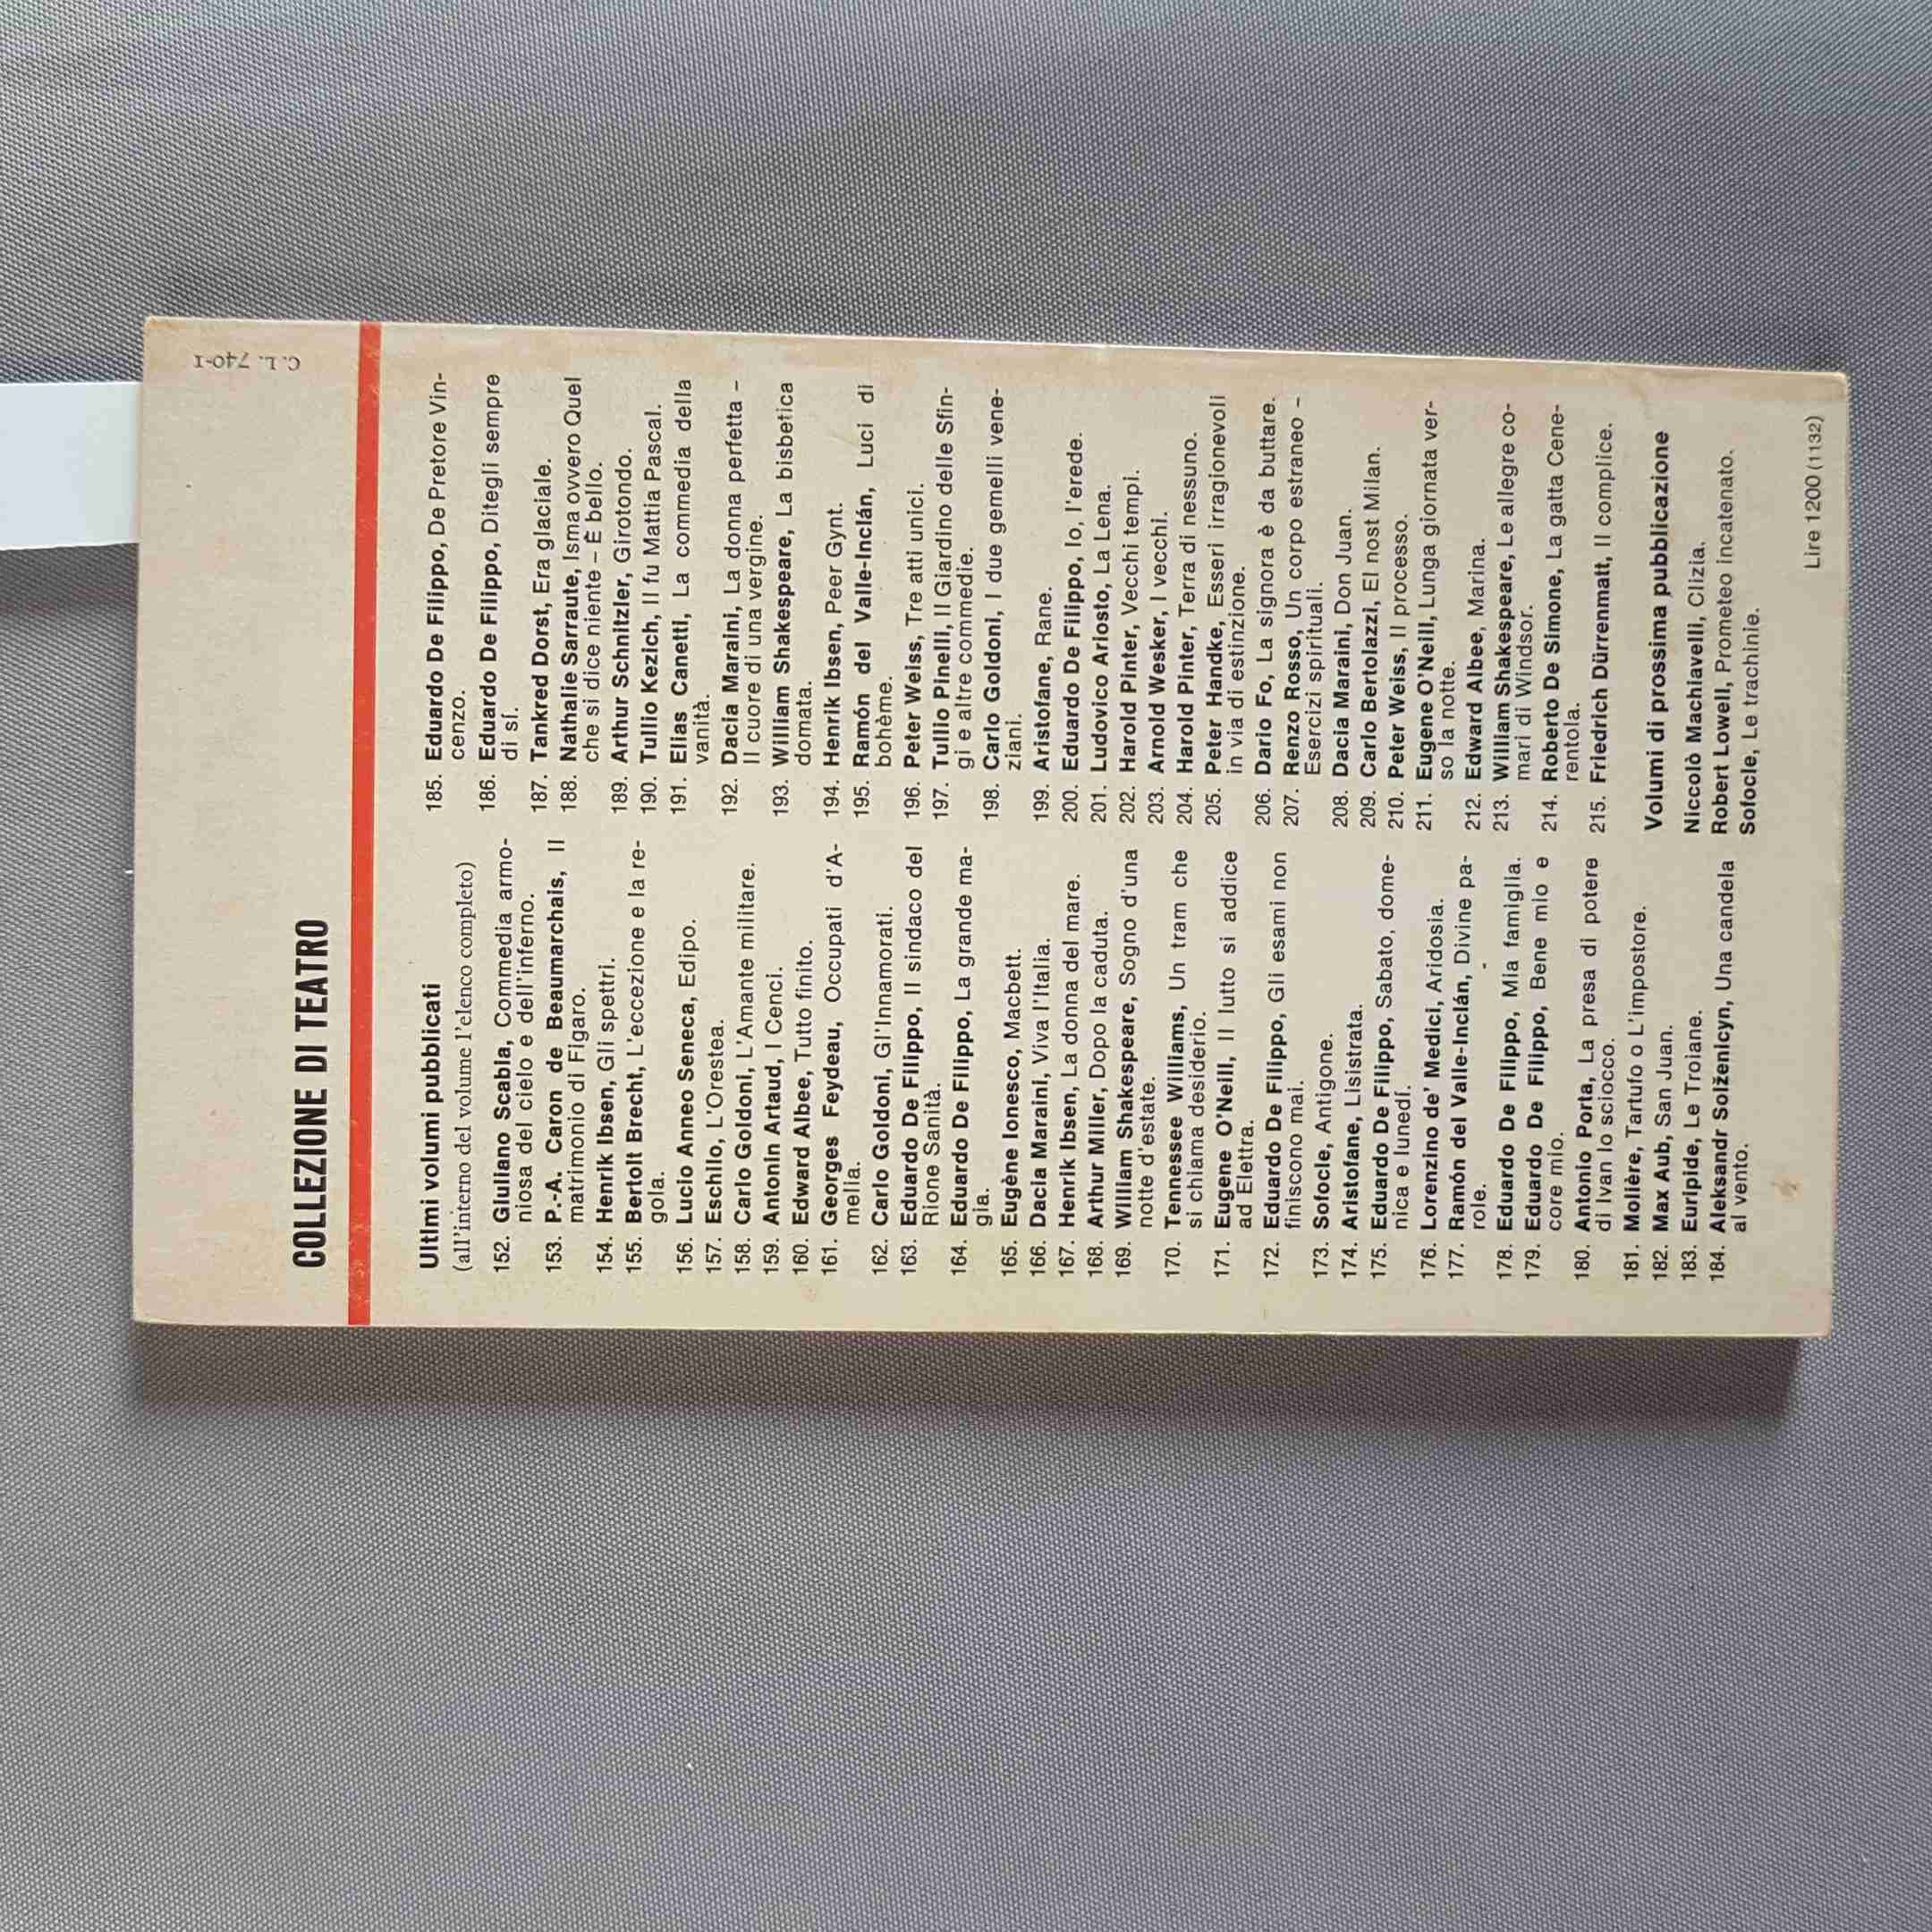 C. L. 740-1
COLLEZIONE DI TEATRO
Ultimi volumi pubblicati
(all'interno del volume l'elenco completo)
152. Giuliano Scabia, Commedia armo-
niosa del cielo e dell'inferno.
153. P.-A. Caron de Beaumarchais, Il
matrimonio di Figaro.
154. Henrik Ibsen, Gli spettri.
155. Bertolt Brecht, L'eccezione e la re-
gola.
156. Lucio Anneo Seneca, Edipo.
157. Eschilo, L'Orestea.
158. Carlo Goldoni, L'Amante militare.
159. Antonin Artaud, I Cenci.
160. Edward Albee, Tutto finito.
161. Georges Feydeau, Occupati d'A-
melia.
162. Carlo Goldoni, Gl'Innamorati.
163. Eduardo De Filippo, Il sindaco del
Rione Sanità.
164. Eduardo De Filippo, La grande ma-
gia.
165. Eugène Ionesco, Macbett.
166. Dacia Maraini, Viva l'Italia.
167. Henrik Ibsen, La donna del mare.
168. Arthur Miller, Dopo la caduta.
169. William Shakespeare, Sogno d'una
notte d'estate.
170. Tennessee Williams, Un tram che
si chiama desiderio.
171. Eugene O'Neill, Il lutto si addice
ad Elettra.
172. Eduardo De Filippo, Gli esami non
finiscono mai.
173. Sofocle, Antigone.
174. Aristofane, Lisistrata.
175. Eduardo De Filippo, Sabato, dome-
nica e lunedí.
176. Lorenzino de' Medici, Aridosia.
177. Ramón del Valle-Inclán, Divine pa-
role.
178. Eduardo De Filippo, Mia famiglia.
179. Eduardo De Filippo, Bene mio e
core mio.
180. Antonio Porta, La presa di potere
di Ivan lo sciocco.
181. Molière, Tartufo o L'impostore.
182. Max Aub, San Juan.
183. Euripide, Le Troiane.
184. Aleksandr Solženicyn, Una candela
al vento.
185. Eduardo De Filippo, De Pretore Vin-
cenzo.
186. Eduardo De Filippo, Ditegli sempre
di sí.
187. Tankred Dorst, Era glaciale.
188. Nathalie Sarraute, Isma ovvero Quel
che si dice niente – È bello.
189. Arthur Schnitzler, Girotondo.
190. Tullio Kezich, Il fu Mattia Pascal.
191. Elias Canetti, La commedia della
vanità.
192. Dacia Maraini, La donna perfetta –
Il cuore di una vergine.
193. William Shakespeare, La bisbetica
domata.
194. Henrik Ibsen, Peer Gynt.
195. Ramón del Valle-Inclán, Luci di
bohème.
196. Peter Weiss, Tre atti unici.
197. Tullio Pinelli, Il Giardino delle Sfin-
gi e altre commedie.
198. Carlo Goldoni, I due gemelli vene-
ziani.
199. Aristofane, Rane.
200. Eduardo De Filippo, Io, l'erede.
201. Ludovico Ariosto, La Lena.
202. Harold Pinter, Vecchi tempi.
203. Arnold Wesker, I vecchi.
204. Harold Pinter, Terra di nessuno.
205. Peter Handke, Esseri irragionevoli
in via di estinzione.
206. Dario Fo, La signora è da buttare.
207. Renzo Rosso, Un corpo estraneo –
Esercizi spirituali.
208. Dacia Maraini, Don Juan.
209. Carlo Bertolazzi, El nost Milan.
210. Peter Weiss, Il processo.
211. Eugene O'Neill, Lunga giornata ver-
so la notte.
212. Edward Albee, Marina.
213. William Shakespeare, Le allegre co-
mari di Windsor.
214. Roberto De Simone, La gatta Cene-
rentola.
215. Friedrich Dürrenmatt, Il complice.
Volumi di prossima pubblicazione
Niccolò Machiavelli, Clizia.
Robert Lowell, Prometeo incatenato.
Sofocle, Le trachinie.
Lire 1200 (1132)